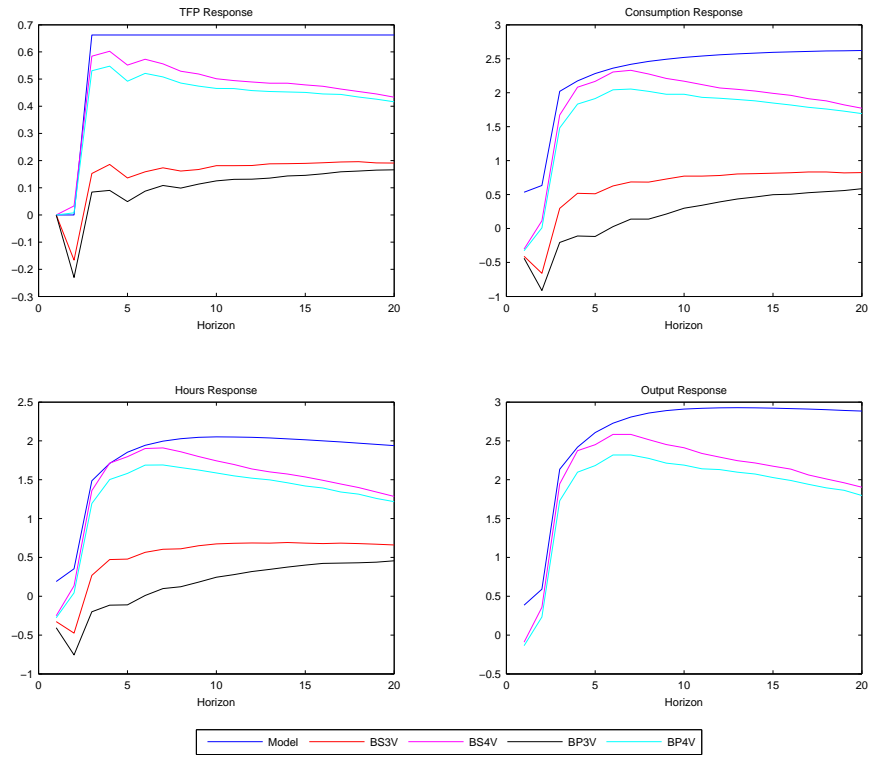 TFP Response
0.7
0.6
0.5
0.4
0.3
0.2
0.1
0
−0.1
−0.2
−0.3
0 5 10 15 20
Horizon
Consumption Response
3
2.5
2
1.5
1
0.5
0
−0.5
−1
0 5 10 15 20
Horizon
Hours Response
2.5
2
1.5
1
0.5
0
−0.5
−1
0 5 10 15 20
Horizon
Output Response
3
2.5
2
1.5
1
0.5
0
−0.5
0 5 10 15 20
Horizon
Model BS3V BS4V BP3V BP4V